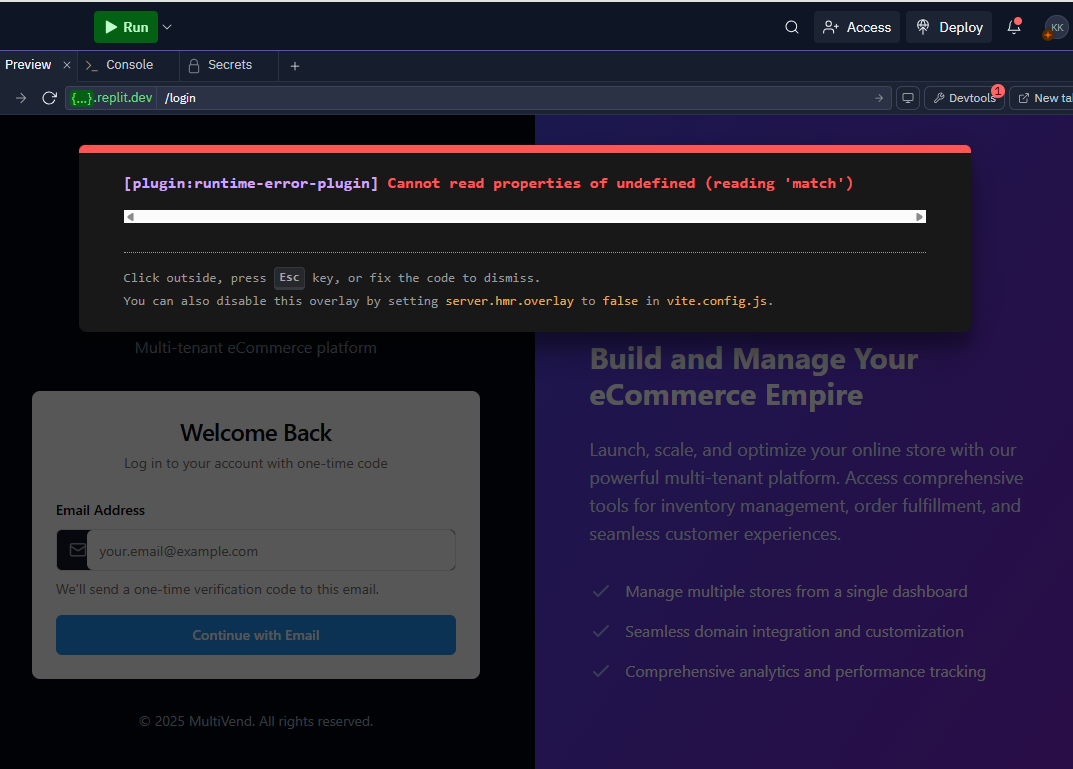 Run
Access
Deploy
KK
Preview
Console
Secrets
{...}.replit.dev /login
Devtools
1
New ta
[plugin:runtime-error-plugin] Cannot read properties of undefined (reading 'match')
Click outside, press Esc key, or fix the code to dismiss.
You can also disable this overlay by setting server.hmr.overlay to false in vite.config.js.
Multi-tenant eCommerce platform
Welcome Back
Log in to your account with one-time code
Email Address
your.email@example.com
We'll send a one-time verification code to this email.
Continue with Email
© 2025 MultiVend. All rights reserved.
Build and Manage Your
eCommerce Empire
Launch, scale, and optimize your online store with our
powerful multi-tenant platform. Access comprehensive
tools for inventory management, order fulfillment, and
seamless customer experiences.
Manage multiple stores from a single dashboard
Seamless domain integration and customization
Comprehensive analytics and performance tracking